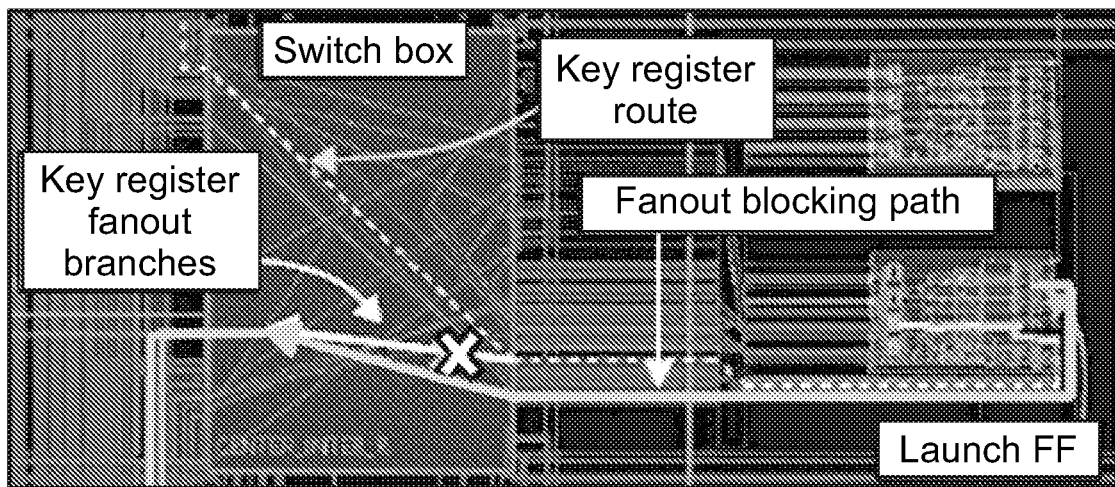 Switch box
Key register
route
Key register
fanout
branches
Fanout blocking path
Launch FF